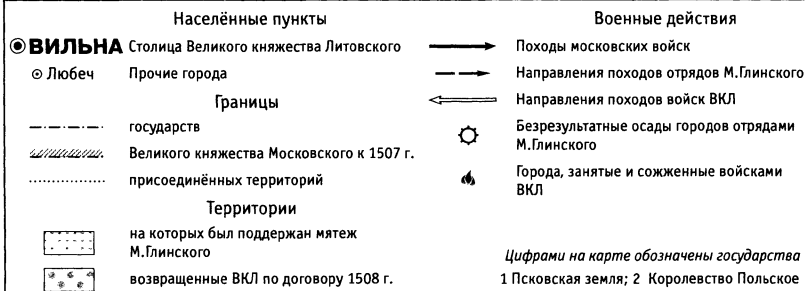 Населённые пункты
ВИЛЬНА Столица Великого княжества Литовского
Любеч Прочие города
Границы
государств
Великого княжества Московского к 1507 г.
присоединённых территорий
Территории
на которых был поддержан мятеж
М.Глинского
возвращенные ВКЛ по договору 1508 г.
Военные действия
Походы московских войск
Направления походов отрядов М.Глинского
Направления походов войск ВКЛ
Безрезультатные осады городов отрядами
М.Глинского
Города, занятые и сожженные войсками
ВКЛ
Цифрами на карте обозначены государства
1 Псковская земля; 2 Королевство Польское